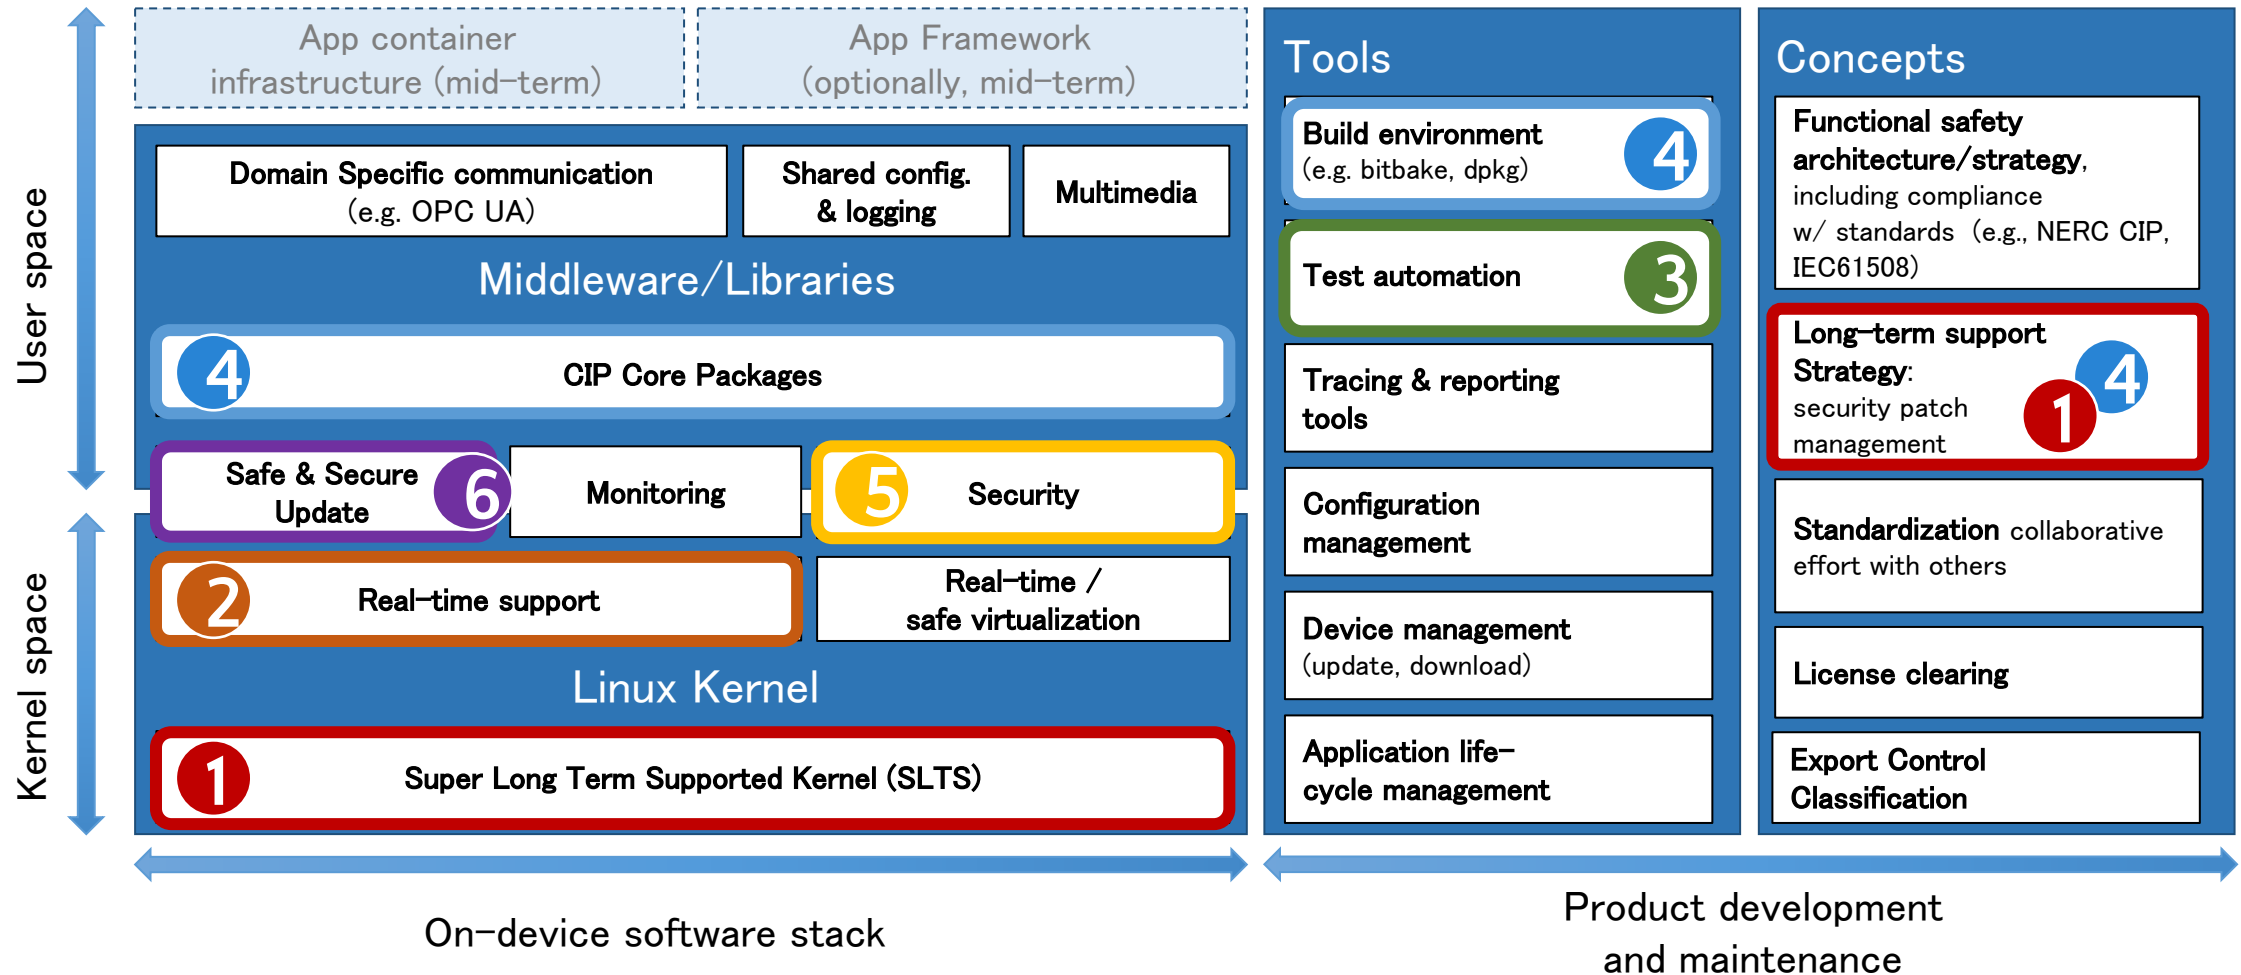 App container
infrastructure (mid-term)
App Framework
(optionally, mid-term)
User space
Domain Specific communication
(e.g. OPC UA)
Shared config.
& logging
Multimedia
Middleware/Libraries
4
CIP Core Packages
Safe & Secure
Update
6
Monitoring
5
Security
Kernel space
2
Real-time support
Real-time /
safe virtualization
Linux Kernel
1
Super Long Term Supported Kernel (SLTS)
On-device software stack
Tools
Build environment
(e.g. bitbake, dpkg)
4
Test automation
3
Tracing & reporting
tools
Configuration
management
Device management
(update, download)
Application life-
cycle management
Concepts
Functional safety
architecture/strategy,
including compliance
w/ standards (e.g., NERC CIP,
IEC61508)
Long-term support
Strategy:
security patch
management
4
1
Standardization collaborative
effort with others
License clearing
Export Control
Classification
Product development
and maintenance